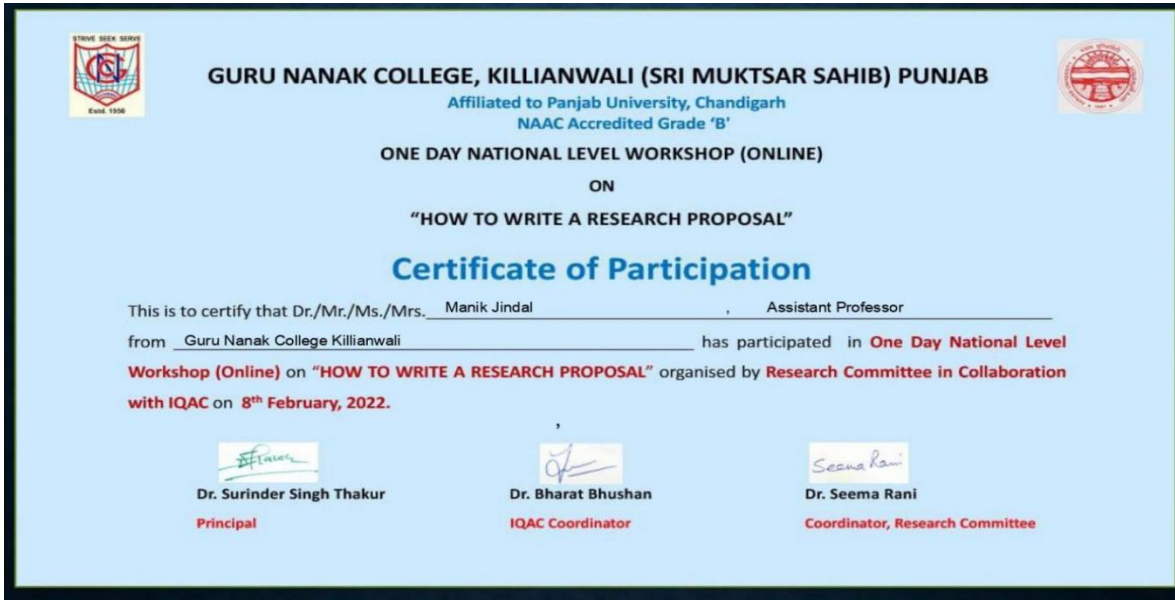 STRIVE SEEK SERVE
Estd. 1956
GURU NANAK COLLEGE, KILLIANWALI (SRI MUKTSAR SAHIB) PUNJAB
Affiliated to Panjab University, Chandigarh
NAAC Accredited Grade ‘B'
ONE DAY NATIONAL LEVEL WORKSHOP (ONLINE)
ON
“HOW TO WRITE A RESEARCH PROPOSAL”
Certificate of Participation
This is to certify that Dr./Mr./Ms./Mrs. Manik Jindal , Assistant Professor
from Guru Nanak College Killianwali has participated in One Day National Level
Workshop (Online) on “HOW TO WRITE A RESEARCH PROPOSAL” organised by Research Committee in Collaboration
with IQAC on 8th February, 2022.
,
Seema Rani
Dr. Surinder Singh Thakur Dr. Bharat Bhushan Dr. Seema Rani
Principal IQAC Coordinator Coordinator, Research Committee